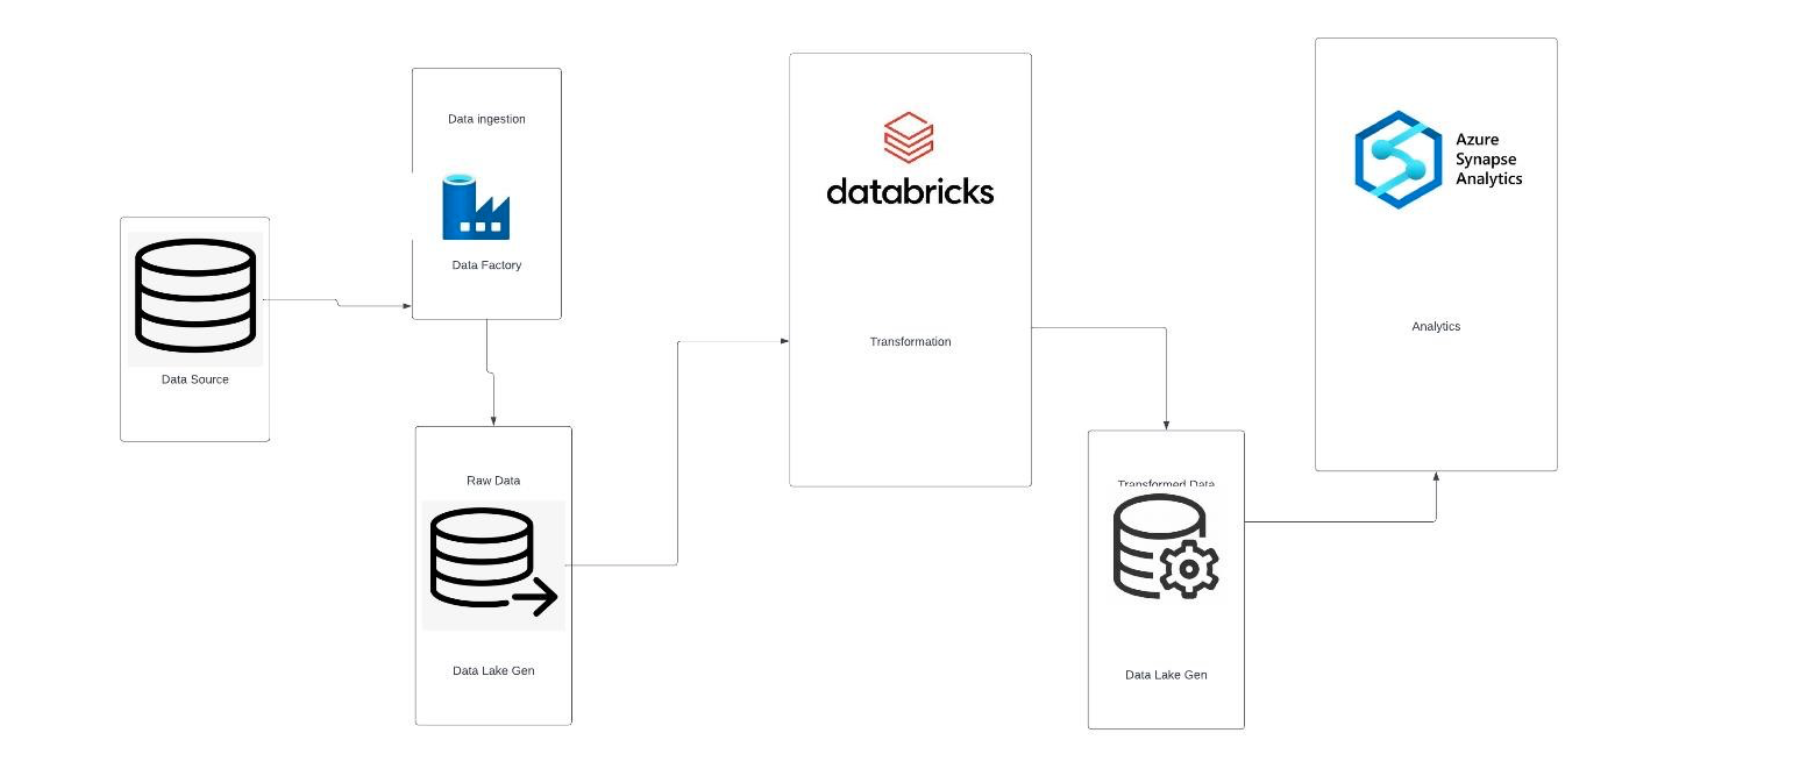 Data Source
Data ingestion
Data Factory
Raw Data
Data Lake Gen
databricks
Transformation
Transformed Data
Data Lake Gen
Azure
Synapse
Analytics
Analytics